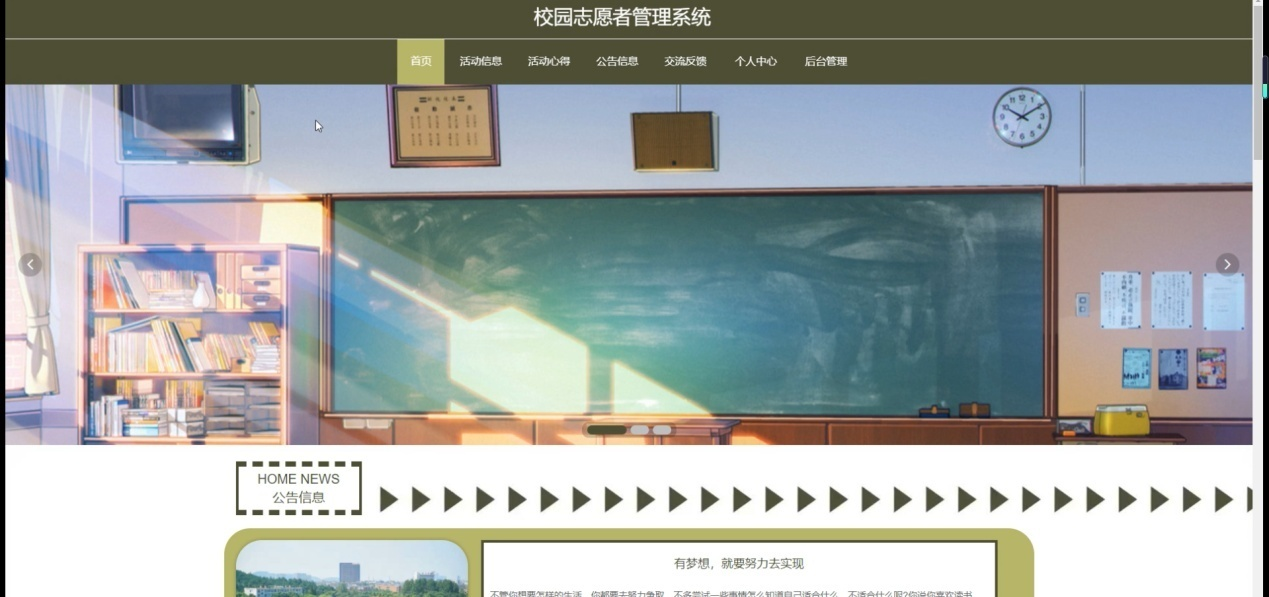 校园志愿者管理系统
首页 活动信息 活动心得 公告信息 交流反馈 个人中心 后台管理
HOME NEWS
公告信息
有梦想，就要努力去实现